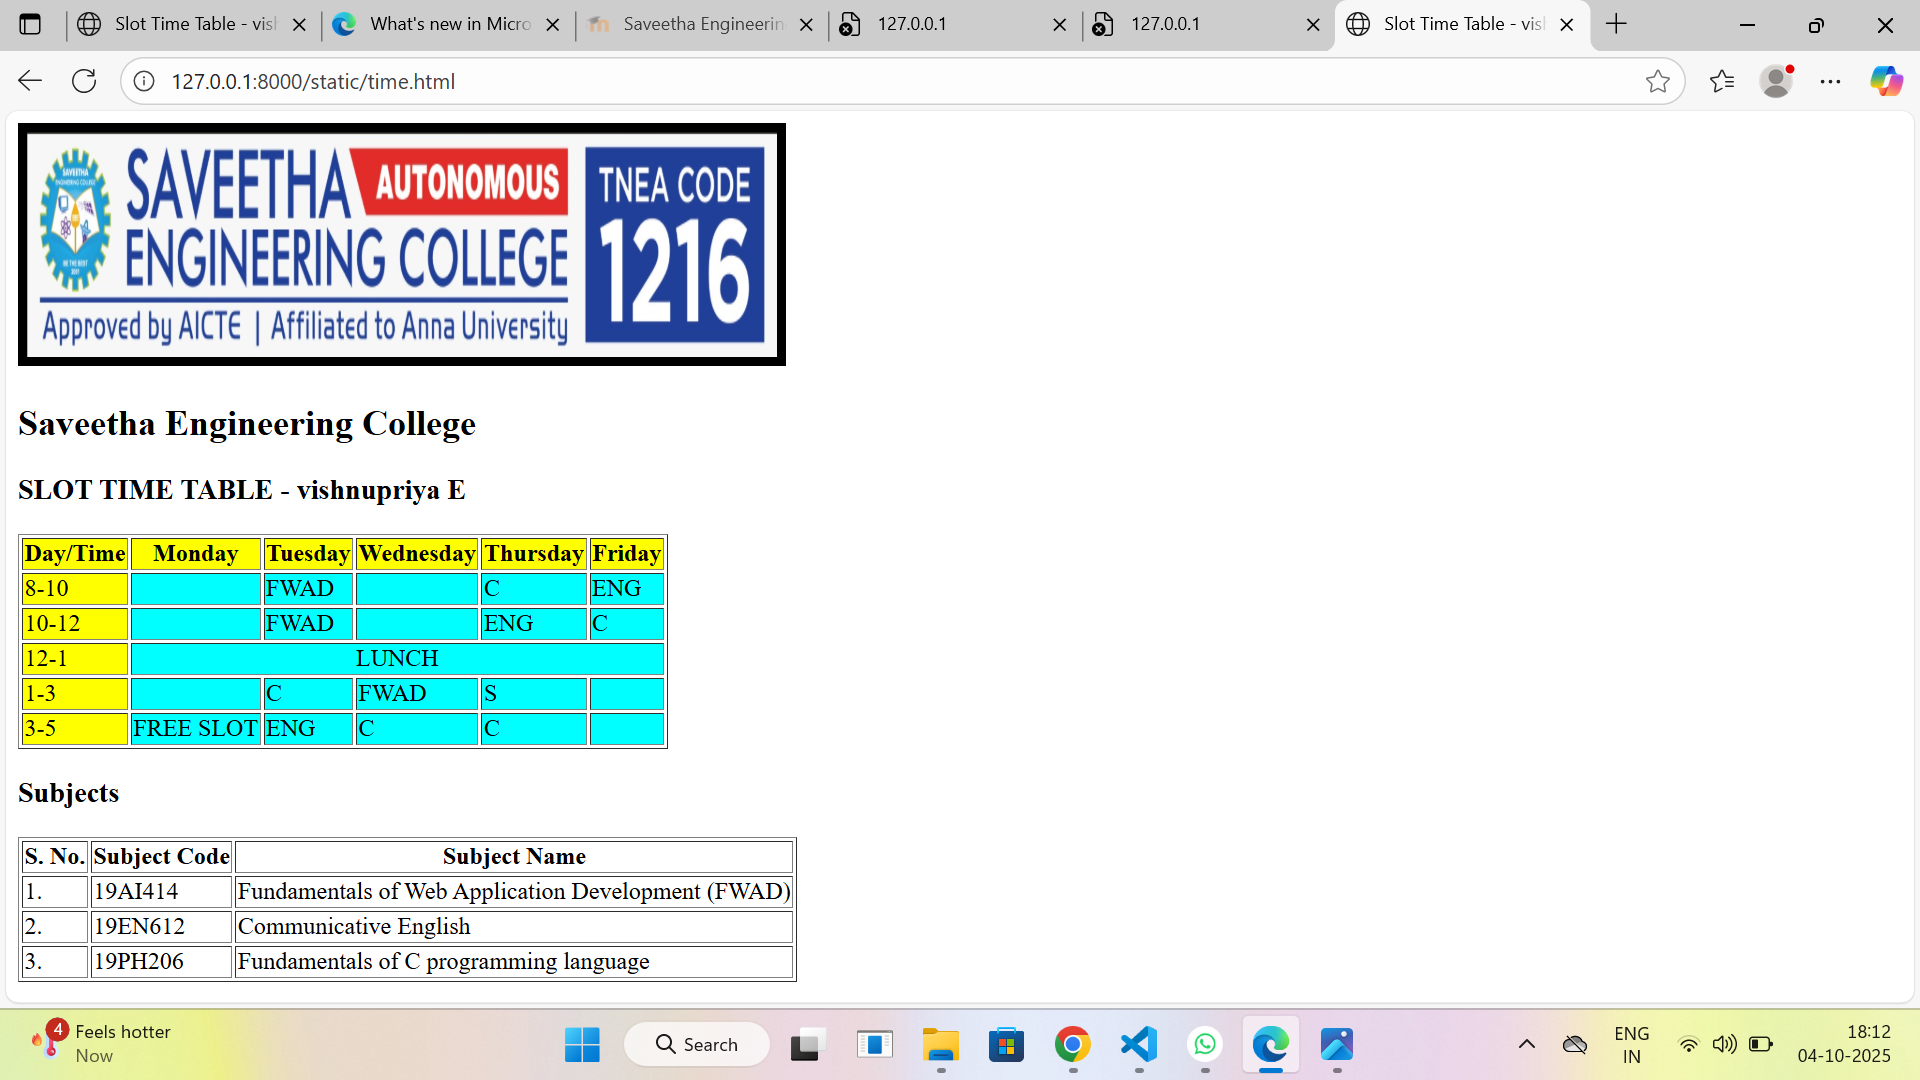 Slot Time Table - vish
What's new in Micro
Saveetha Engineerin
127.0.0.1
127.0.0.1
Slot Time Table - vis
127.0.0.1:8000/static/time.html
SAVEETHA AUTONOMOUS
ENGINEERING COLLEGE
Approved by AICTE | Affiliated to Anna University
TNEA CODE
1216
Saveetha Engineering College
SLOT TIME TABLE - vishnupriya E
Day/Time Monday Tuesday Wednesday Thursday Friday
8-10 FWAD C ENG
10-12 FWAD ENG C
12-1 LUNCH
1-3 C FWAD S
3-5 FREE SLOT ENG C C
Subjects
S. No. Subject Code Subject Name
1. 19AI414 Fundamentals of Web Application Development (FWAD)
2. 19EN612 Communicative English
3. 19PH206 Fundamentals of C programming language
4
Feels hotter
Now
Search
ENG
IN
18:12
04-10-2025